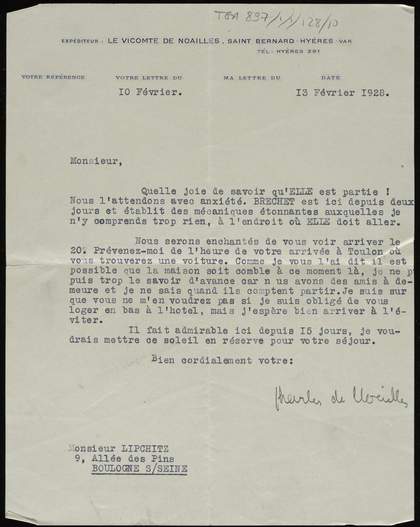 TGA 897/1/1/128/10
EXPÉDITEUR · LE VICOMTE DE NOAILLES, SAINT BERNARD · HYÈRES · VAR
TÉL : HYÈRES 291
VOTRE RÉFÉRENCE VOTRE LETTRE DU MA LETTRE DU DATE
10 Février. 13 Février 1928.
Monsieur,
Quelle joie de savoir qu'ELLE est partie !
Nous l'attendons avec anxiété. BRECHET est ici depuis deux
jours et établit des mécaniques étonnantes auxquelles je
n'y comprends trop rien, à l'endroit ou ELLE doit aller.
Nous serons enchantés de vous voir arriver le
20. Prévenez-moi de l'heure de votre arrivée à Toulon où
vous trouverez une voiture. Comme je vous l'ai dit il est
possible que la maison soit comble à ce moment là, je ne p
puis trop le savoir d'avance car n us avons des amis à de-
meure et je ne sais quand ils comptent partir. Je suis sur
que vous ne m'en voudrez pas si je suis obligé de vous
loger en bas à l'hotel, mais j'espère bien arriver à l'é-
viter.
Il fait admirable ici depuis 15 jours, je vou-
drais mettre ce soleil en réserve pour votre séjour.
Bien cordialement votre:
Charles de Noailles
Monsieur LIPCHITZ
9, Allée des Pins
BOULOGNE S/SEINE